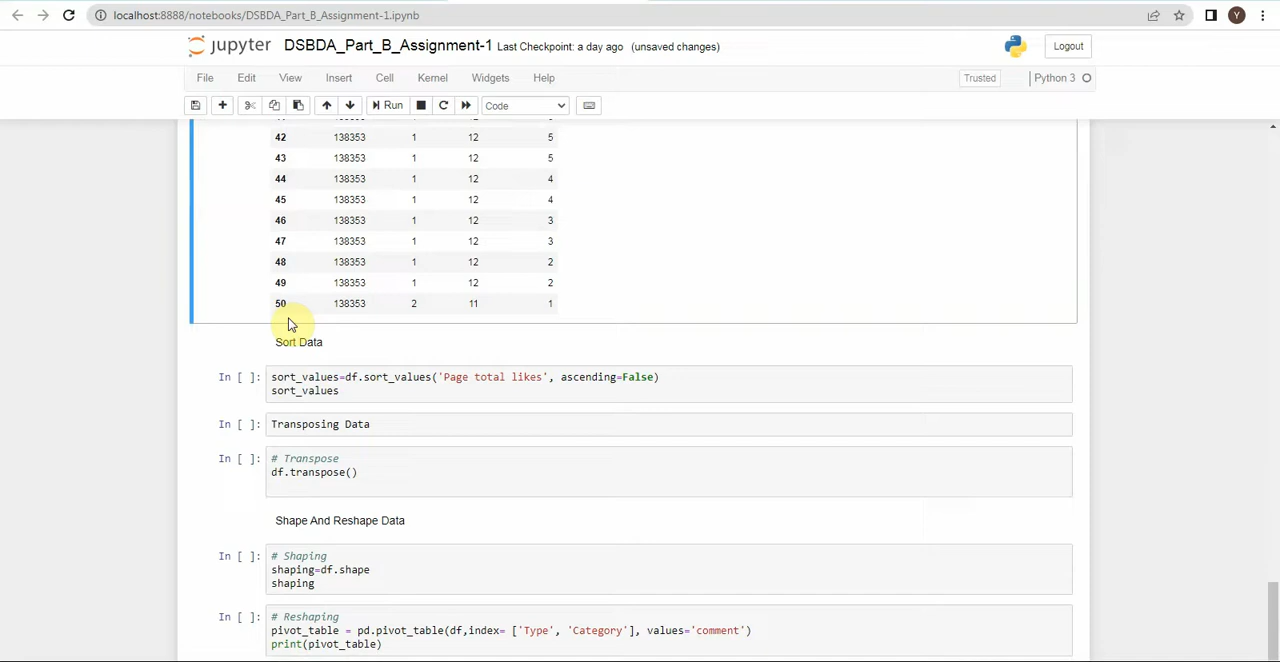 localhost:8888/notebooks/DSBDA_Part_B_Assignment-1.ipynb
Y
jupyter DSBDA_Part_B_Assignment-1 Last Checkpoint: a day ago (unsaved changes)
Logout
File Edit View Insert Cell Kernel Widgets Help
Trusted Python 3
Run Code
42 138353 1 12 5
43 138353 1 12 5
44 138353 1 12 4
45 138353 1 12 4
46 138353 1 12 3
47 138353 1 12 3
48 138353 1 12 2
49 138353 1 12 2
50 138353 2 11 1
Sort Data
In [ ]: sort_values=df.sort_values('Page total likes', ascending=False)
sort_values
In [ ]: Transposing Data
In [ ]: # Transpose
df.transpose()
Shape And Reshape Data
In [ ]: # Shaping
shaping=df.shape
shaping
In [ ]: # Reshaping
pivot_table = pd.pivot_table(df,index= ['Type', 'Category'], values='comment')
print(pivot_table)